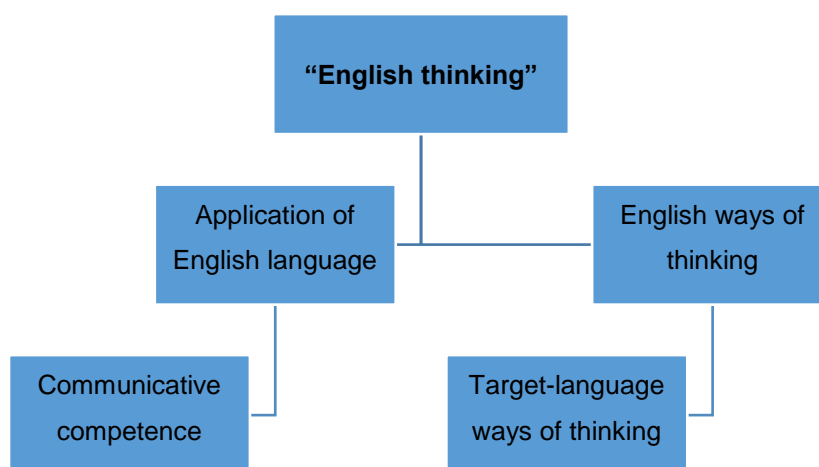 “English thinking”
Application of
English language
English ways of
thinking
Communicative
competence
Target-language
ways of thinking